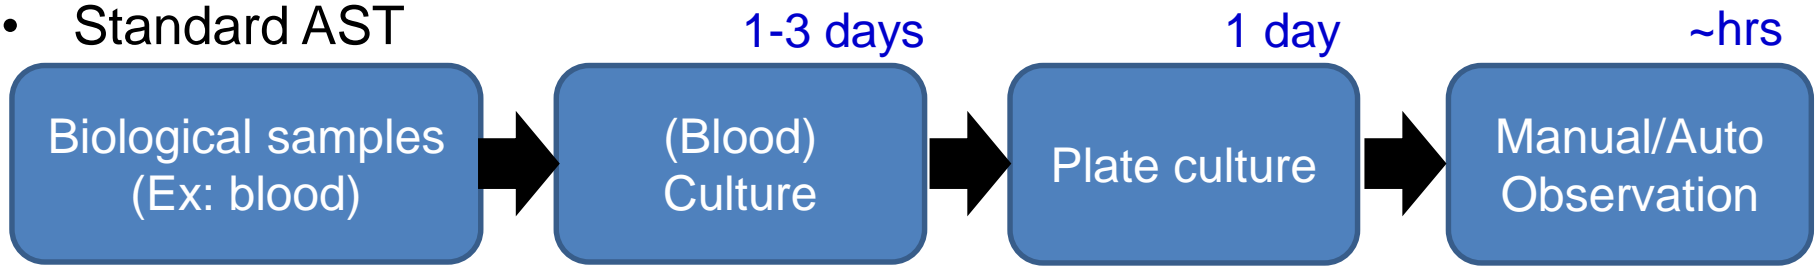 • Standard AST
1-3 days
1 day
~hrs
Biological samples
(Ex: blood)
(Blood)
Culture
Plate culture
Manual/Auto
Observation